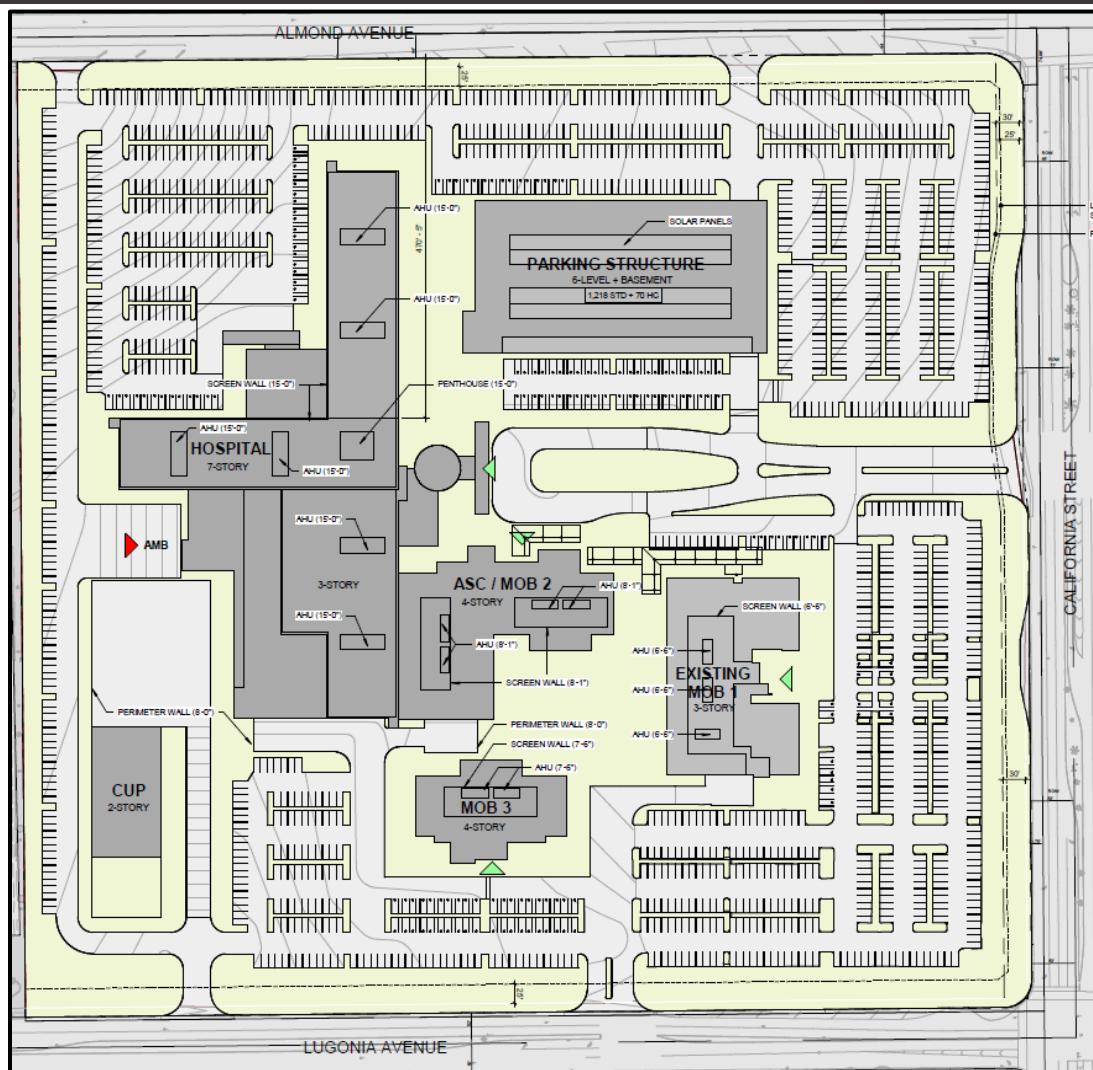 ALMOND AVENUE
25'
30'
25'
AHU (15'-0")
470' - 5"
SOLAR PANELS
PARKING STRUCTURE
6-LEVEL + BASEMENT
1,218 STD + 70 HC
AHU (15'-0")
SCREEN WALL (15'-0")
PENTHOUSE (15'-0")
AHU (15'-0")
HOSPITAL
7-STORY
AHU (15'-0")
AHU (15'-0")
AMB
3-STORY
ASC / MOB 2
4-STORY
AHU (8'-1")
AHU (15'-0")
AHU (8'-1")
SCREEN WALL (8'-1")
SCREEN WALL (6'-6")
AHU (6'-6")
EXISTING
MOB 1
3-STORY
AHU (6'-6")
AHU (6'-6")
CALIFORNIA STREET
PERIMETER WALL (8'-0")
PERIMETER WALL (8'-0")
SCREEN WALL (7'-6")
AHU (7'-6")
MOB 3
4-STORY
CUP
2-STORY
30'
25'
LUGONIA AVENUE